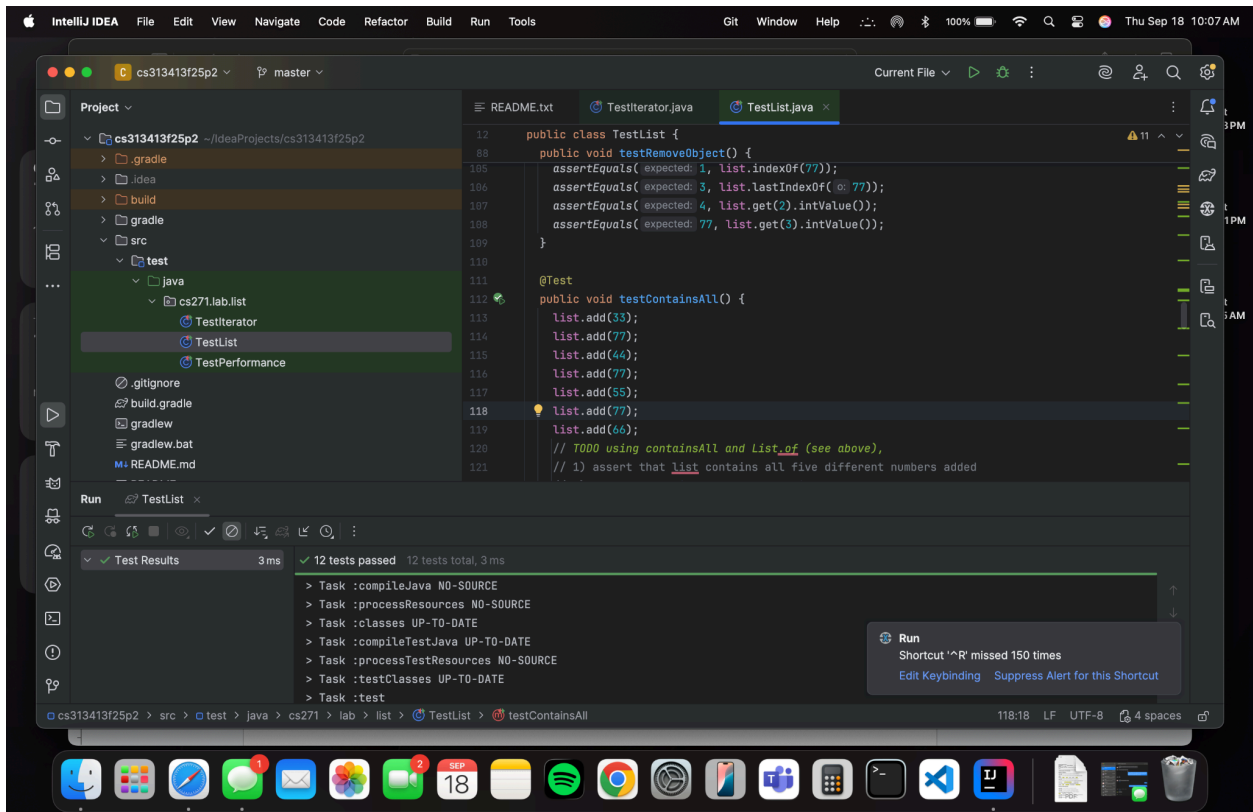 IntelliJ IDEA File Edit View Navigate Code Refactor Build Run Tools Git Window Help 100% Thu Sep 18 10:07 AM
C cs313413f25p2 master Current File
Project
cs313413f25p2 ~/IdeaProjects/cs313413f25p2
.gradle
.idea
build
gradle
src
test
java
cs271.lab.list
TestIterator
TestList
TestPerformance
.gitignore
build.gradle
gradlew
gradlew.bat
M↓ README.md
README.txt TestIterator.java TestList.java
12 public class TestList { 11
88 public void testRemoveObject() {
105 assertEquals( expected: 1, list.indexOf(77));
106 assertEquals( expected: 3, list.lastIndexOf( o: 77));
107 assertEquals( expected: 4, list.get(2).intValue());
108 assertEquals( expected: 77, list.get(3).intValue());
109 }
110
111 @Test
112 public void testContainsAll() {
113 list.add(33);
114 list.add(77);
115 list.add(44);
116 list.add(77);
117 list.add(55);
118 list.add(77);
119 list.add(66);
120 // TODO using containsAll and List.of (see above),
121 // 1) assert that list contains all five different numbers added
t
3 PM
t
1 PM
t
5 AM
Run TestList
Test Results 3 ms
12 tests passed 12 tests total, 3 ms
> Task :compileJava NO-SOURCE
> Task :processResources NO-SOURCE
> Task :classes UP-TO-DATE
> Task :compileTestJava UP-TO-DATE
> Task :processTestResources NO-SOURCE
> Task :testClasses UP-TO-DATE
> Task :test
Run
Shortcut '^R' missed 150 times
Edit Keybinding Suppress Alert for this Shortcut
cs313413f25p2 > src > test > java > cs271 > lab > list > TestList > testContainsAll 118:18 LF UTF-8 4 spaces
1
2
SEP
18
IJ
PDF